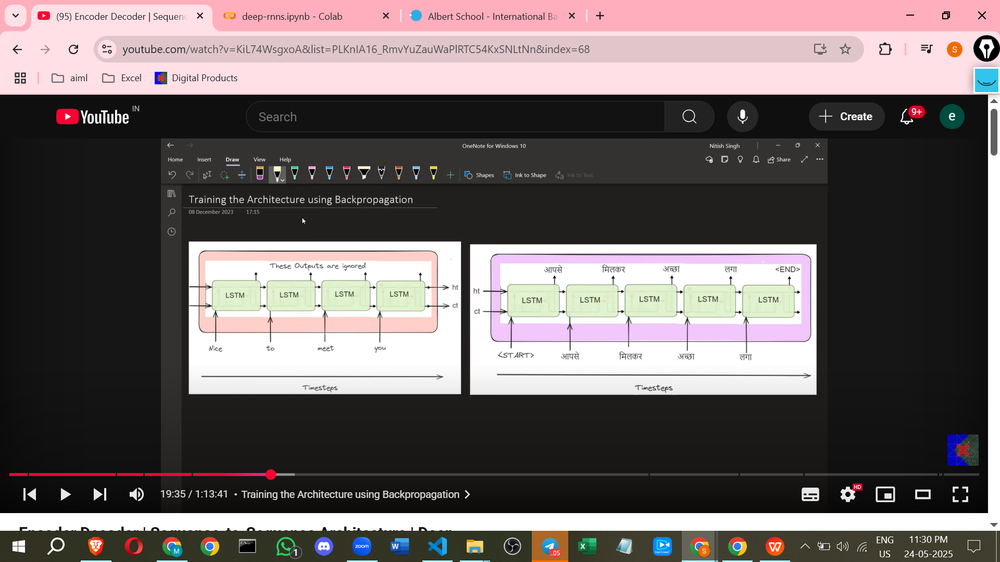 (95) Encoder Decoder | Sequenc
deep-rnns.ipynb - Colab
Albert School - International Ba
youtube.com/watch?v=KiL74WsgxoA&list=PLKnIA16_RmvYuZauWaPlRTC54KxSNLtNn&index=68
S
aiml
Excel
Digital Products
YouTube IN
Search
Create
9+
e
OneNote for Windows 10
Nitish Singh
Home Insert Draw View Help
Share
Shapes
Ink to Shape
Ink to Text
Training the Architecture using Backpropagation
08 December 2023 17:15
These Outputs are ignored
LSTM LSTM LSTM LSTM
ht
ct
Nice to meet you
Timesteps
आपसे मिलकर अच्छा लगा <END>
ht
ct
LSTM LSTM LSTM LSTM LSTM
<START> आपसे मिलकर अच्छा लगा
Timesteps
19:35 / 1:13:41 • Training the Architecture using Backpropagation
HD
Encoder Decoder | Sequence-to-Sequence Architecture | Deep
M
1
zoom
W
..05
X
S
W
ENG
US
11:30 PM
24-05-2025